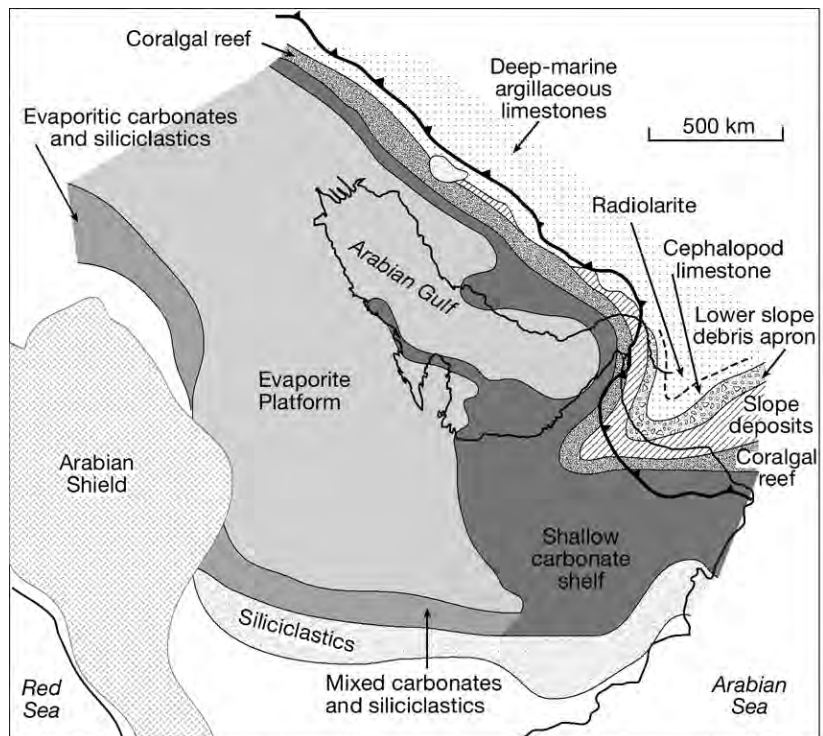 Coralgal reef
Deep-marine
argillaceous
limestones
Evaporitic carbonates
and siliciclastics
500 km
Radiolarite
Cephalopod
limestone
Arabian Gulf
Lower slope
debris apron
Evaporite
Platform
Slope
deposits
Arabian
Shield
Coralgal
reef
Shallow
carbonate
shelf
Siliciclastics
Mixed carbonates
and siliciclastics
Red
Sea
Arabian
Sea